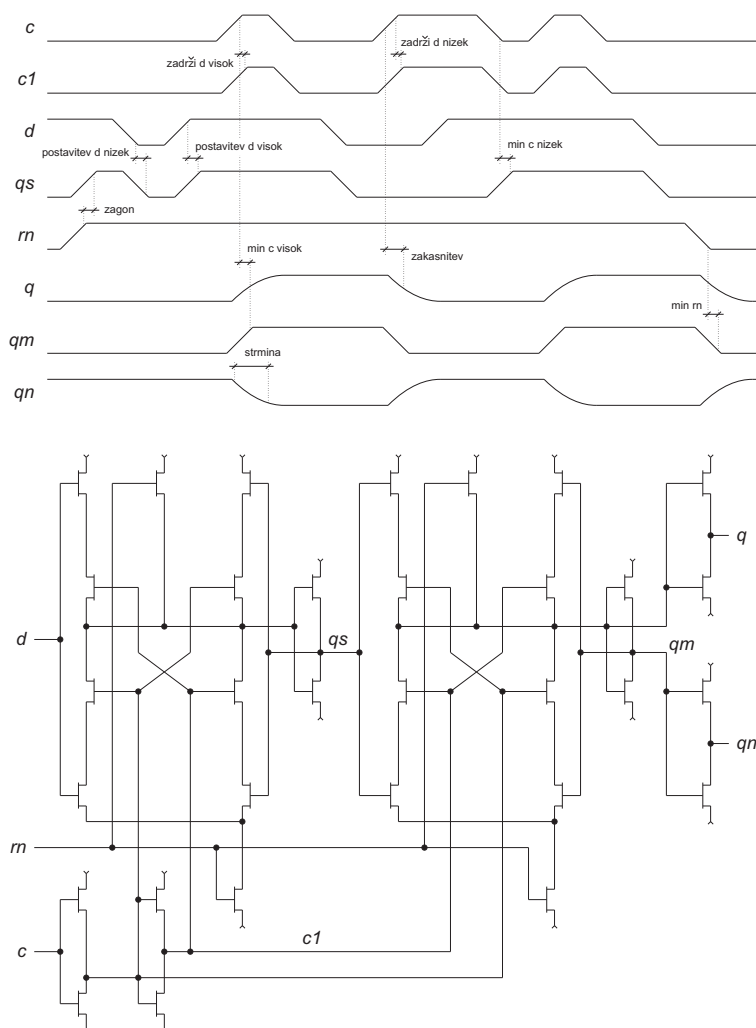 c
zadrži d nizek
zadrži d visok
c1
d
postavitev d nizek
postavitev d visok
min c nizek
qs
zagon
rn
min c visok
zakasnitev
q
min rn
qm
strmina
qn
q
d
qs
qm
qn
rn
c
c1